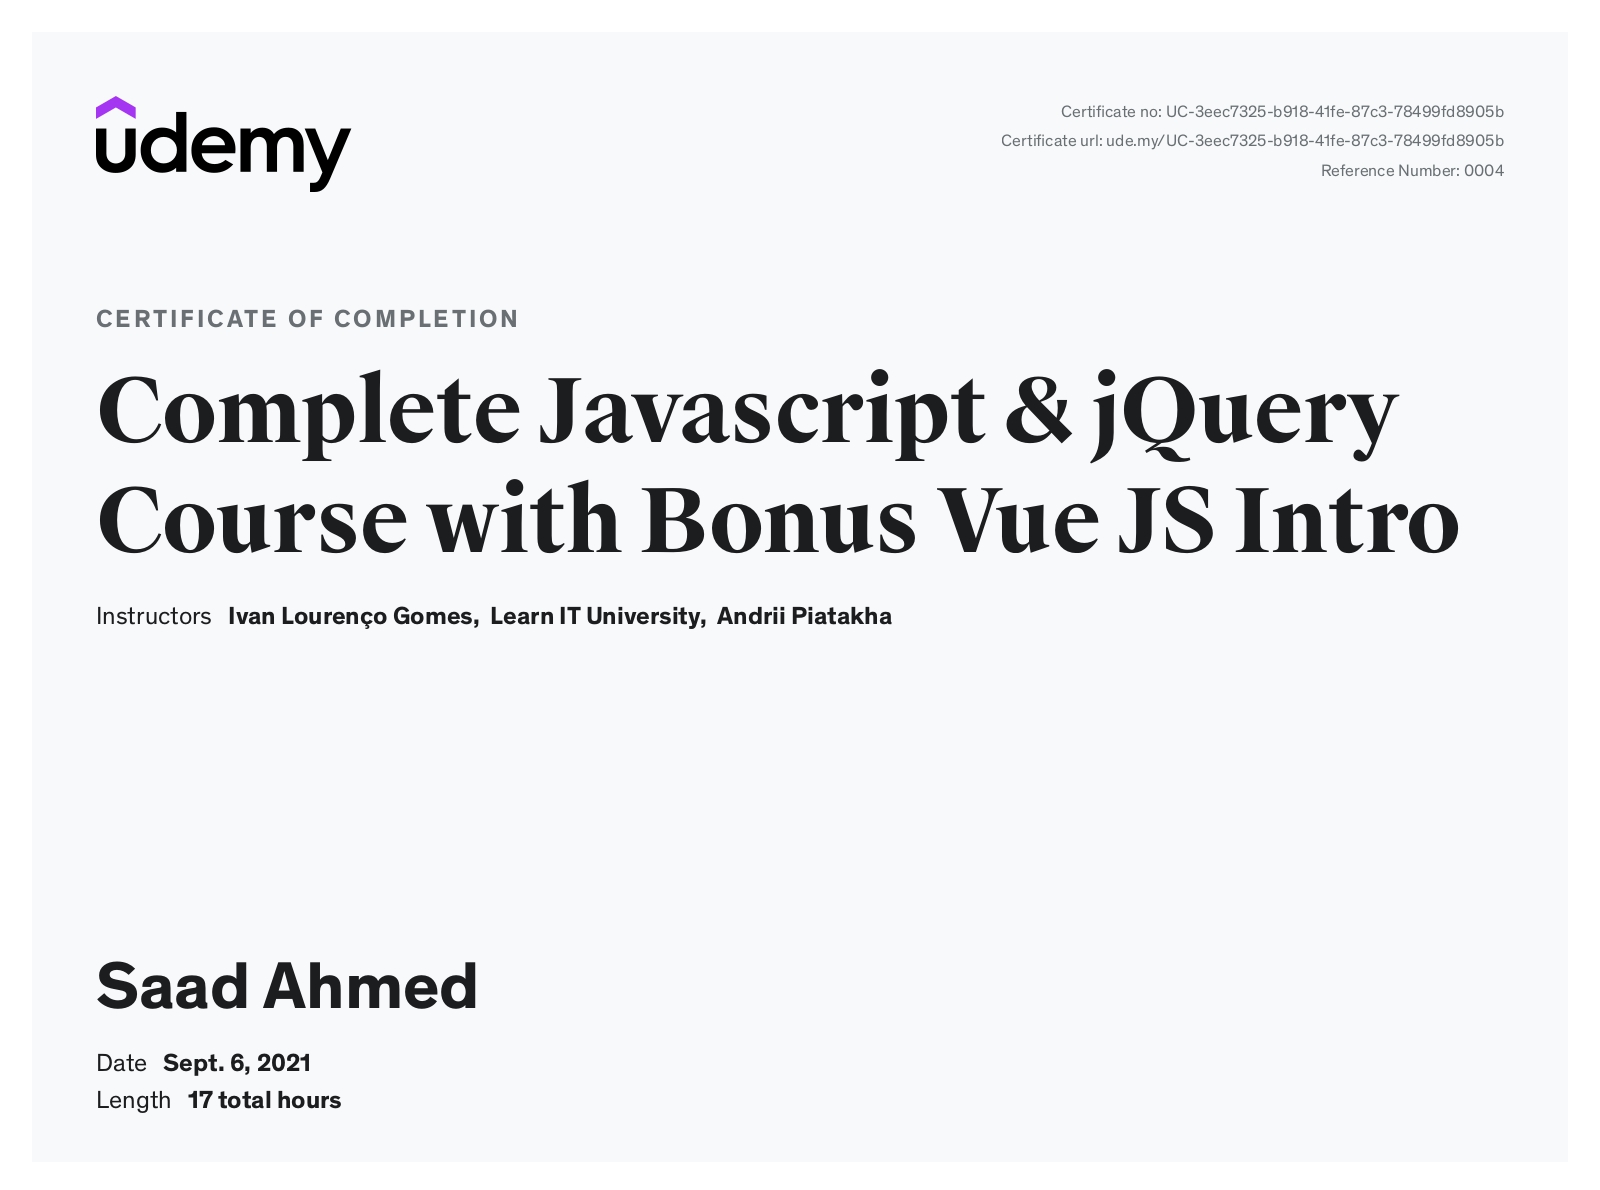 udemy
Certificate no: UC-3eec7325-b918-41fe-87c3-78499fd8905b
Certificate url: ude.my/UC-3eec7325-b918-41fe-87c3-78499fd8905b
Reference Number: 0004
CERTIFICATE OF COMPLETION
Complete Javascript & jQuery
Course with Bonus Vue JS Intro
Instructors Ivan Lourenço Gomes, Learn IT University, Andrii Piatakha
Saad Ahmed
Date Sept. 6, 2021
Length 17 total hours